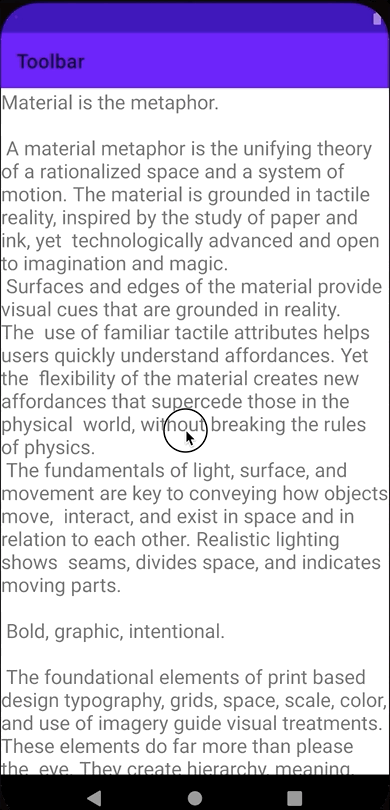 Toolbar
Material is the metaphor.
A material metaphor is the unifying theory
of a rationalized space and a system of
motion. The material is grounded in tactile
reality, inspired by the study of paper and
ink, yet  technologically advanced and open
to imagination and magic.
Surfaces and edges of the material provide
visual cues that are grounded in reality.
The  use of familiar tactile attributes helps
users quickly understand affordances. Yet
the  flexibility of the material creates new
affordances that supercede those in the
physical  world, without breaking the rules
of physics.
The fundamentals of light, surface, and
movement are key to conveying how objects
move,  interact, and exist in space and in
relation to each other. Realistic lighting
shows  seams, divides space, and indicates
moving parts.
Bold, graphic, intentional.
The foundational elements of print based
design typography, grids, space, scale, color,
and use of imagery guide visual treatments.
These elements do far more than please
the  eye. They create hierarchy, meaning,